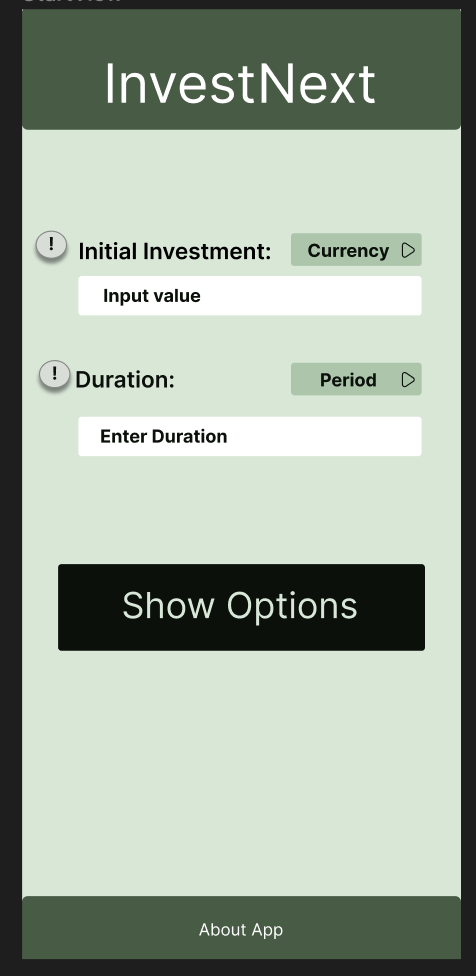 InvestNext
! Initial Investment: Currency
Input value
! Duration: Period
Enter Duration
Show Options
About App